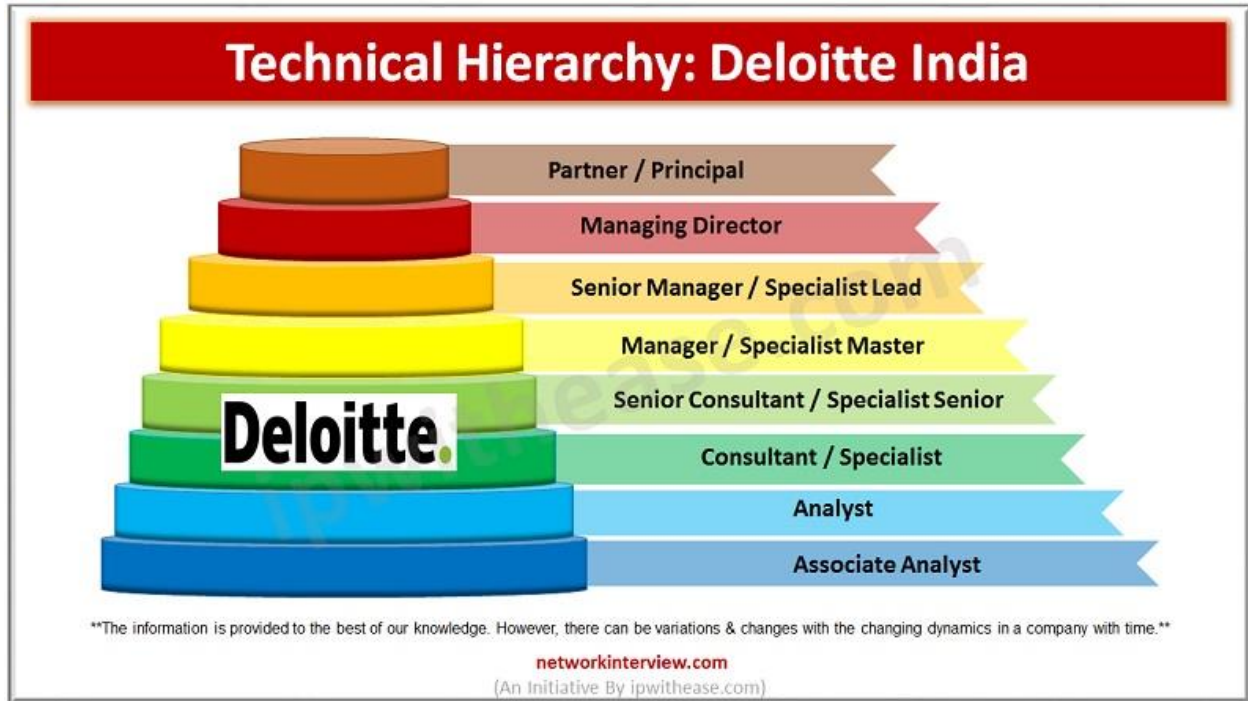 Technical Hierarchy: Deloitte India
Partner / Principal
Managing Director
Senior Manager / Specialist Lead
Manager / Specialist Master
Senior Consultant / Specialist Senior
Deloitte.
Consultant / Specialist
Analyst
Associate Analyst
ipwithease.com
**The information is provided to the best of our knowledge. However, there can be variations & changes with the changing dynamics in a company with time.**
networkinterview.com
(An Initiative By ipwithease.com)